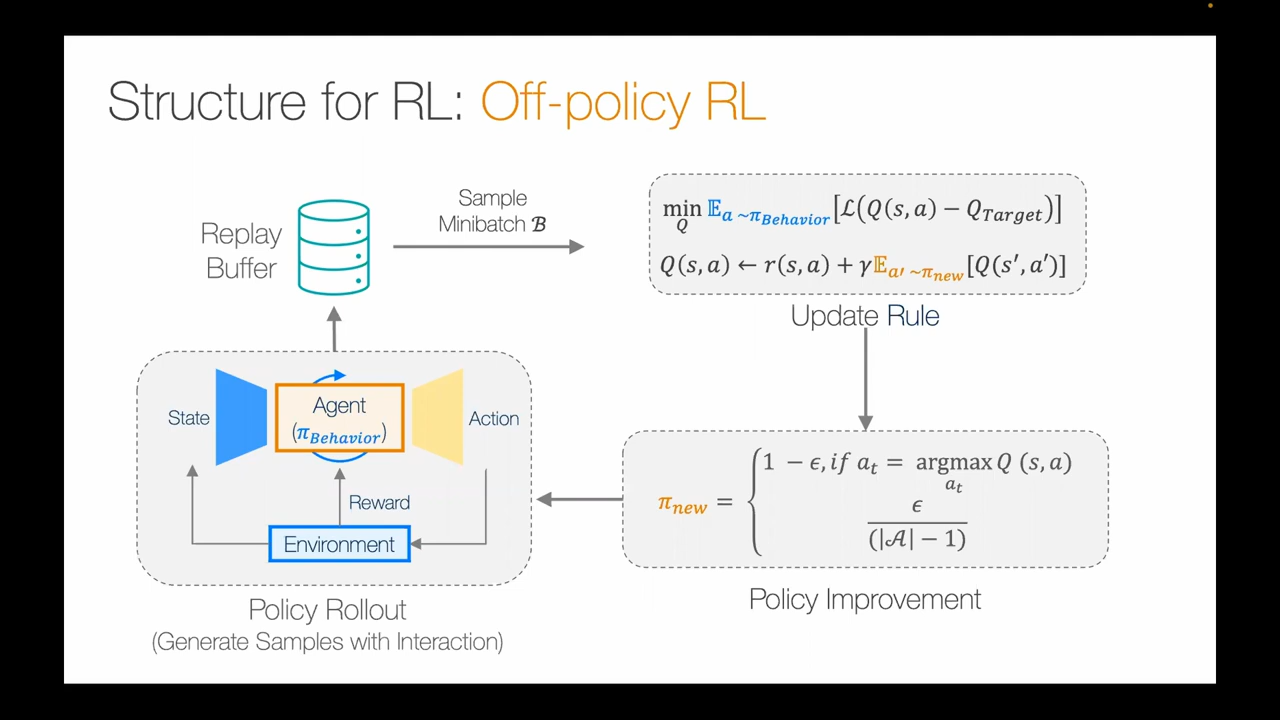 Structure for RL: Off-policy RL
Replay
Buffer
Sample
Minibatch ℬ
min_Q 𝔼_{a ~π_Behavior}[ℒ(Q(s, a) − Q_Target)]
Q(s, a) ← r(s, a) + γ𝔼_{a′ ~π_new}[Q(s′, a′)]
Update Rule
State
Agent
(π_Behavior)
Action
Reward
Environment
Policy Rollout
(Generate Samples with Interaction)
π_new = { 1 − ϵ, if a_t = argmax_{a_t} Q (s, a)
ϵ
(|𝒜| − 1)
Policy Improvement